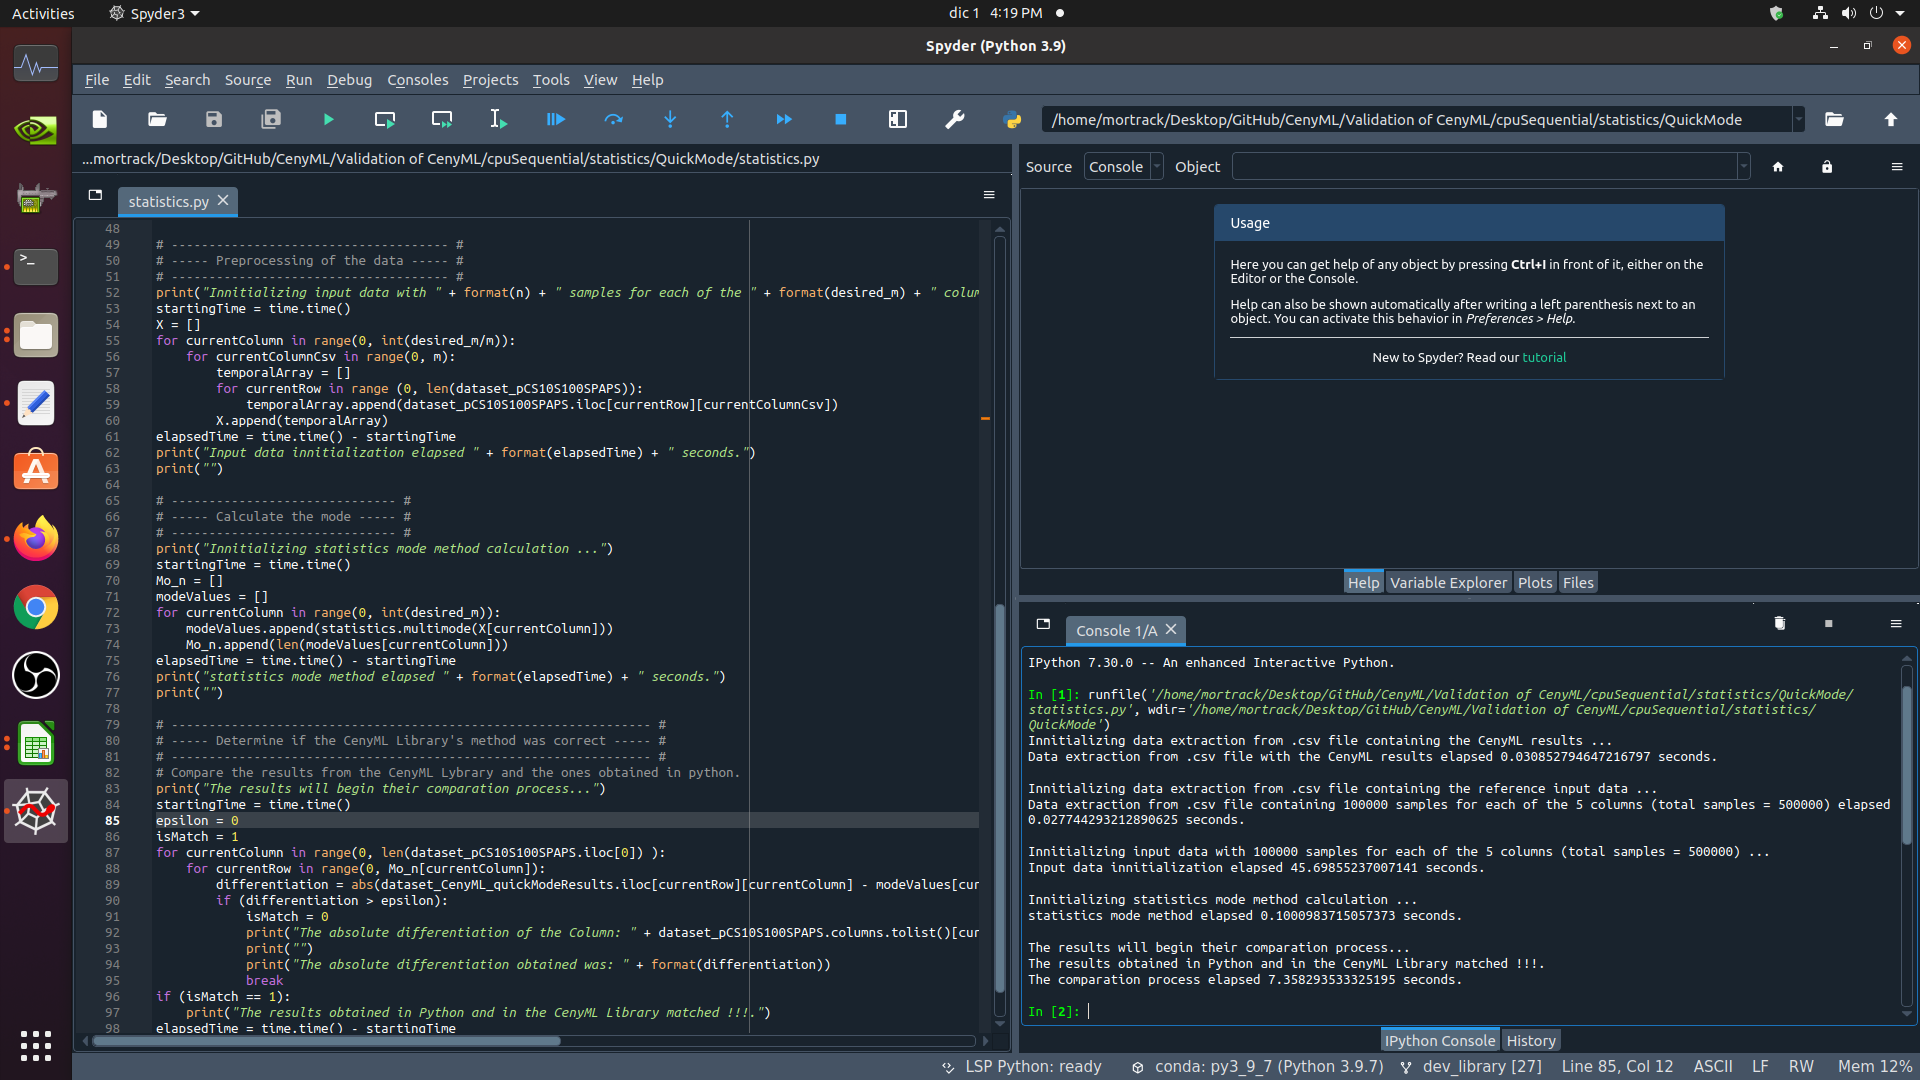 Activities
Spyder3
dic 1 4:19 PM
Spyder (Python 3.9)
File Edit Search Source Run Debug Consoles Projects Tools View Help
/home/mortrack/Desktop/GitHub/CenyML/Validation of CenyML/cpuSequential/statistics/QuickMode
...mortrack/Desktop/GitHub/CenyML/Validation of CenyML/cpuSequential/statistics/QuickMode/statistics.py
statistics.py
48
49 # ------------------------------------- #
50 # ----- Preprocessing of the data ----- #
51 # ------------------------------------- #
52 print("Innitializing input data with " + format(n) + " samples for each of the " + format(desired_m) + " colum
53 startingTime = time.time()
54 X = []
55 for currentColumn in range(0, int(desired_m/m)):
56     for currentColumnCsv in range(0, m):
57         temporalArray = []
58         for currentRow in range (0, len(dataset_pCS10S100SPAPS)):
59             temporalArray.append(dataset_pCS10S100SPAPS.iloc[currentRow][currentColumnCsv])
60         X.append(temporalArray)
61 elapsedTime = time.time() - startingTime
62 print("Input data innitialization elapsed " + format(elapsedTime) + " seconds.")
63 print("")
64
65 # ------------------------------ #
66 # ----- Calculate the mode ----- #
67 # ------------------------------ #
68 print("Innitializing statistics mode method calculation ...")
69 startingTime = time.time()
70 Mo_n = []
71 modeValues = []
72 for currentColumn in range(0, int(desired_m)):
73     modeValues.append(statistics.multimode(X[currentColumn]))
74     Mo_n.append(len(modeValues[currentColumn]))
75 elapsedTime = time.time() - startingTime
76 print("statistics mode method elapsed " + format(elapsedTime) + " seconds.")
77 print("")
78
79 # ---------------------------------------------------------------- #
80 # ----- Determine if the CenyML Library's method was correct ----- #
81 # ---------------------------------------------------------------- #
82 # Compare the results from the CenyML Lybrary and the ones obtained in python.
83 print("The results will begin their comparation process...")
84 startingTime = time.time()
85 epsilon = 0
86 isMatch = 1
87 for currentColumn in range(0, len(dataset_pCS10S100SPAPS.iloc[0]) ):
88     for currentRow in range(0, Mo_n[currentColumn]):
89         differentiation = abs(dataset_CenyML_quickModeResults.iloc[currentRow][currentColumn] - modeValues[cur
90         if (differentiation > epsilon):
91             isMatch = 0
92             print("The absolute differentiation of the Column: " + dataset_pCS10S100SPAPS.columns.tolist()[cur
93             print("")
94             print("The absolute differentiation obtained was: " + format(differentiation))
95             break
96 if (isMatch == 1):
97     print("The results obtained in Python and in the CenyML Library matched !!!.")
98 elapsedTime = time.time() - startingTime
Source Console Object
Usage
Here you can get help of any object by pressing Ctrl+I in front of it, either on the
Editor or the Console.
Help can also be shown automatically after writing a left parenthesis next to an
object. You can activate this behavior in Preferences > Help.
New to Spyder? Read our tutorial
Help Variable Explorer Plots Files
Console 1/A
IPython 7.30.0 -- An enhanced Interactive Python.
In [1]: runfile('/home/mortrack/Desktop/GitHub/CenyML/Validation of CenyML/cpuSequential/statistics/QuickMode/
statistics.py', wdir='/home/mortrack/Desktop/GitHub/CenyML/Validation of CenyML/cpuSequential/statistics/
QuickMode')
Innitializing data extraction from .csv file containing the CenyML results ...
Data extraction from .csv file with the CenyML results elapsed 0.030852794647216797 seconds.
Innitializing data extraction from .csv file containing the reference input data ...
Data extraction from .csv file containing 100000 samples for each of the 5 columns (total samples = 500000) elapsed
0.027744293212890625 seconds.
Innitializing input data with 100000 samples for each of the 5 columns (total samples = 500000) ...
Input data innitialization elapsed 45.69855237007141 seconds.
Innitializing statistics mode method calculation ...
statistics mode method elapsed 0.1000983715057373 seconds.
The results will begin their comparation process...
The results obtained in Python and in the CenyML Library matched !!!.
The comparation process elapsed 7.358293533325195 seconds.
In [2]:
IPython Console History
LSP Python: ready conda: py3_9_7 (Python 3.9.7) dev_library [27] Line 85, Col 12 ASCII LF RW Mem 12%